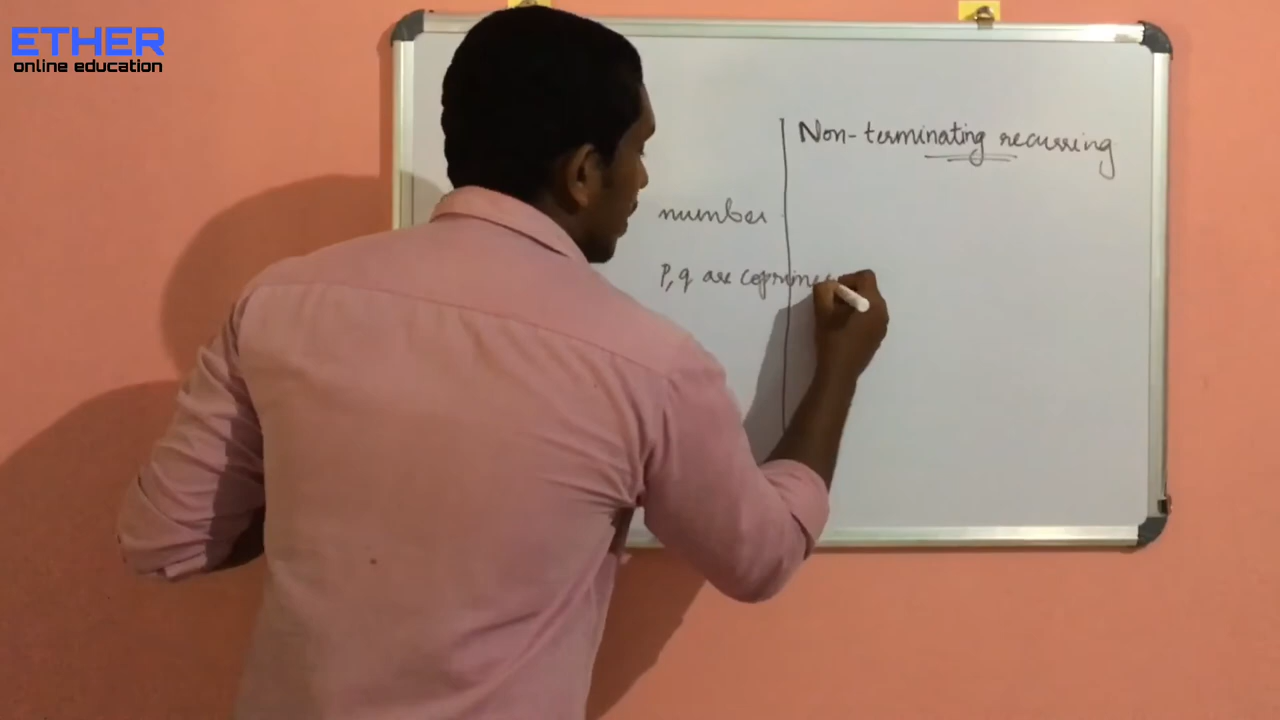 ETHER
online education
Non-terminating recurring
number
P, q are coprime